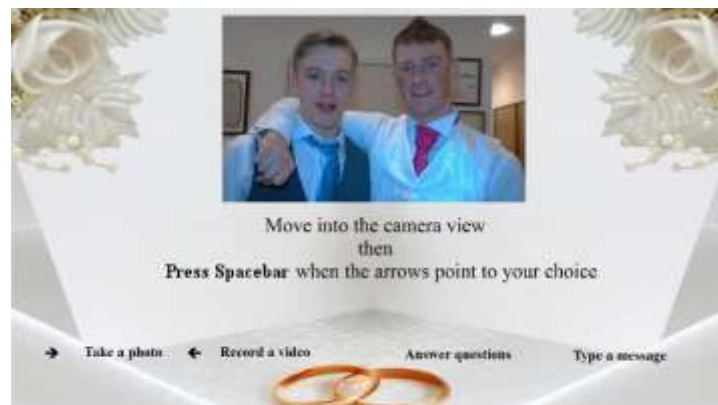 Move into the camera view
then
Press Spacebar when the arrows point to your choice
→ Take a photo ← Record a video Answer questions Type a message